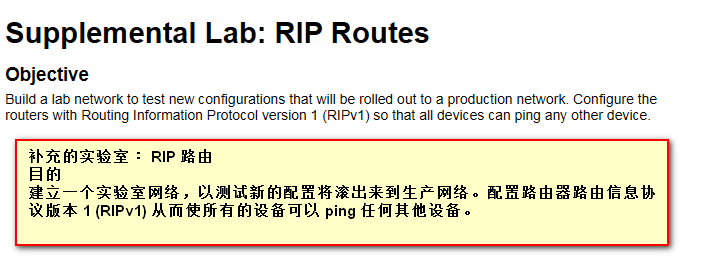 Supplemental Lab: RIP Routes
Objective
Build a lab network to test new configurations that will be rolled out to a production network. Configure the
routers with Routing Information Protocol version 1 (RIPv1) so that all devices can ping any other device.
补充的实验室： RIP 路由
目的
建立一个实验室网络，以测试新的配置将滚出来到生产网络。配置路由器路由信息协
议版本 1 (RIPv1) 从而使所有的设备可以 ping 任何其他设备。